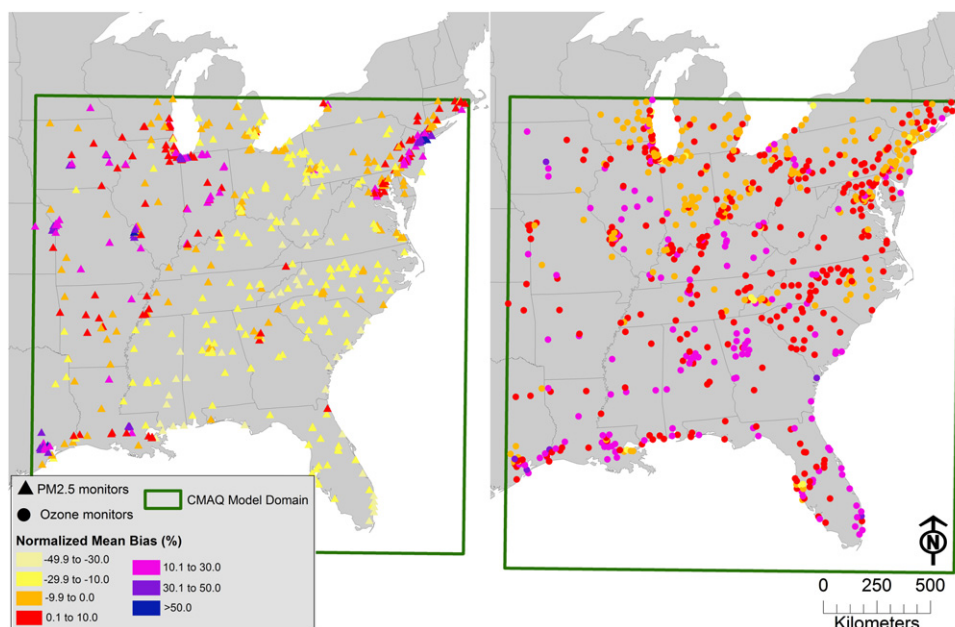 PM2.5 monitors
Ozone monitors
CMAQ Model Domain
Normalized Mean Bias (%)
-49.9 to -30.0
-29.9 to -10.0
-9.9 to 0.0
0.1 to 10.0
10.1 to 30.0
30.1 to 50.0
>50.0
N
0 250 500
Kilometers